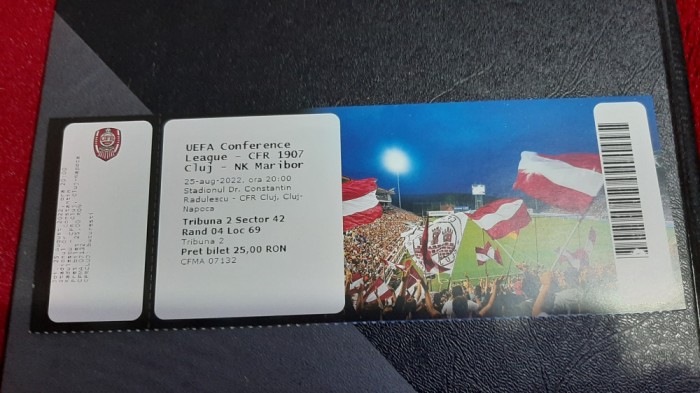 UEFA Conference
League - CFR 1907
Cluj - NK Maribor
25-aug-2022, ora 20:00
Stadionul Dr. Constantin
Radulescu - CFR Cluj, Cluj-
Napoca
Tribuna 2 Sector 42
Rand 04 Loc 69
Tribuna 2
Pret bilet 25,00 RON
CFMA 07132